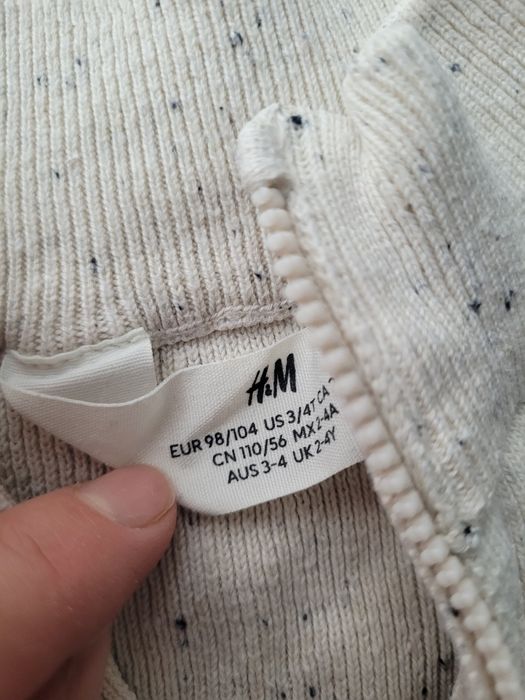 H&M
EUR 98/104 US 3/4T CA
CN 110/56 MX 2-4A
AUS 3-4 UK 2-4Y